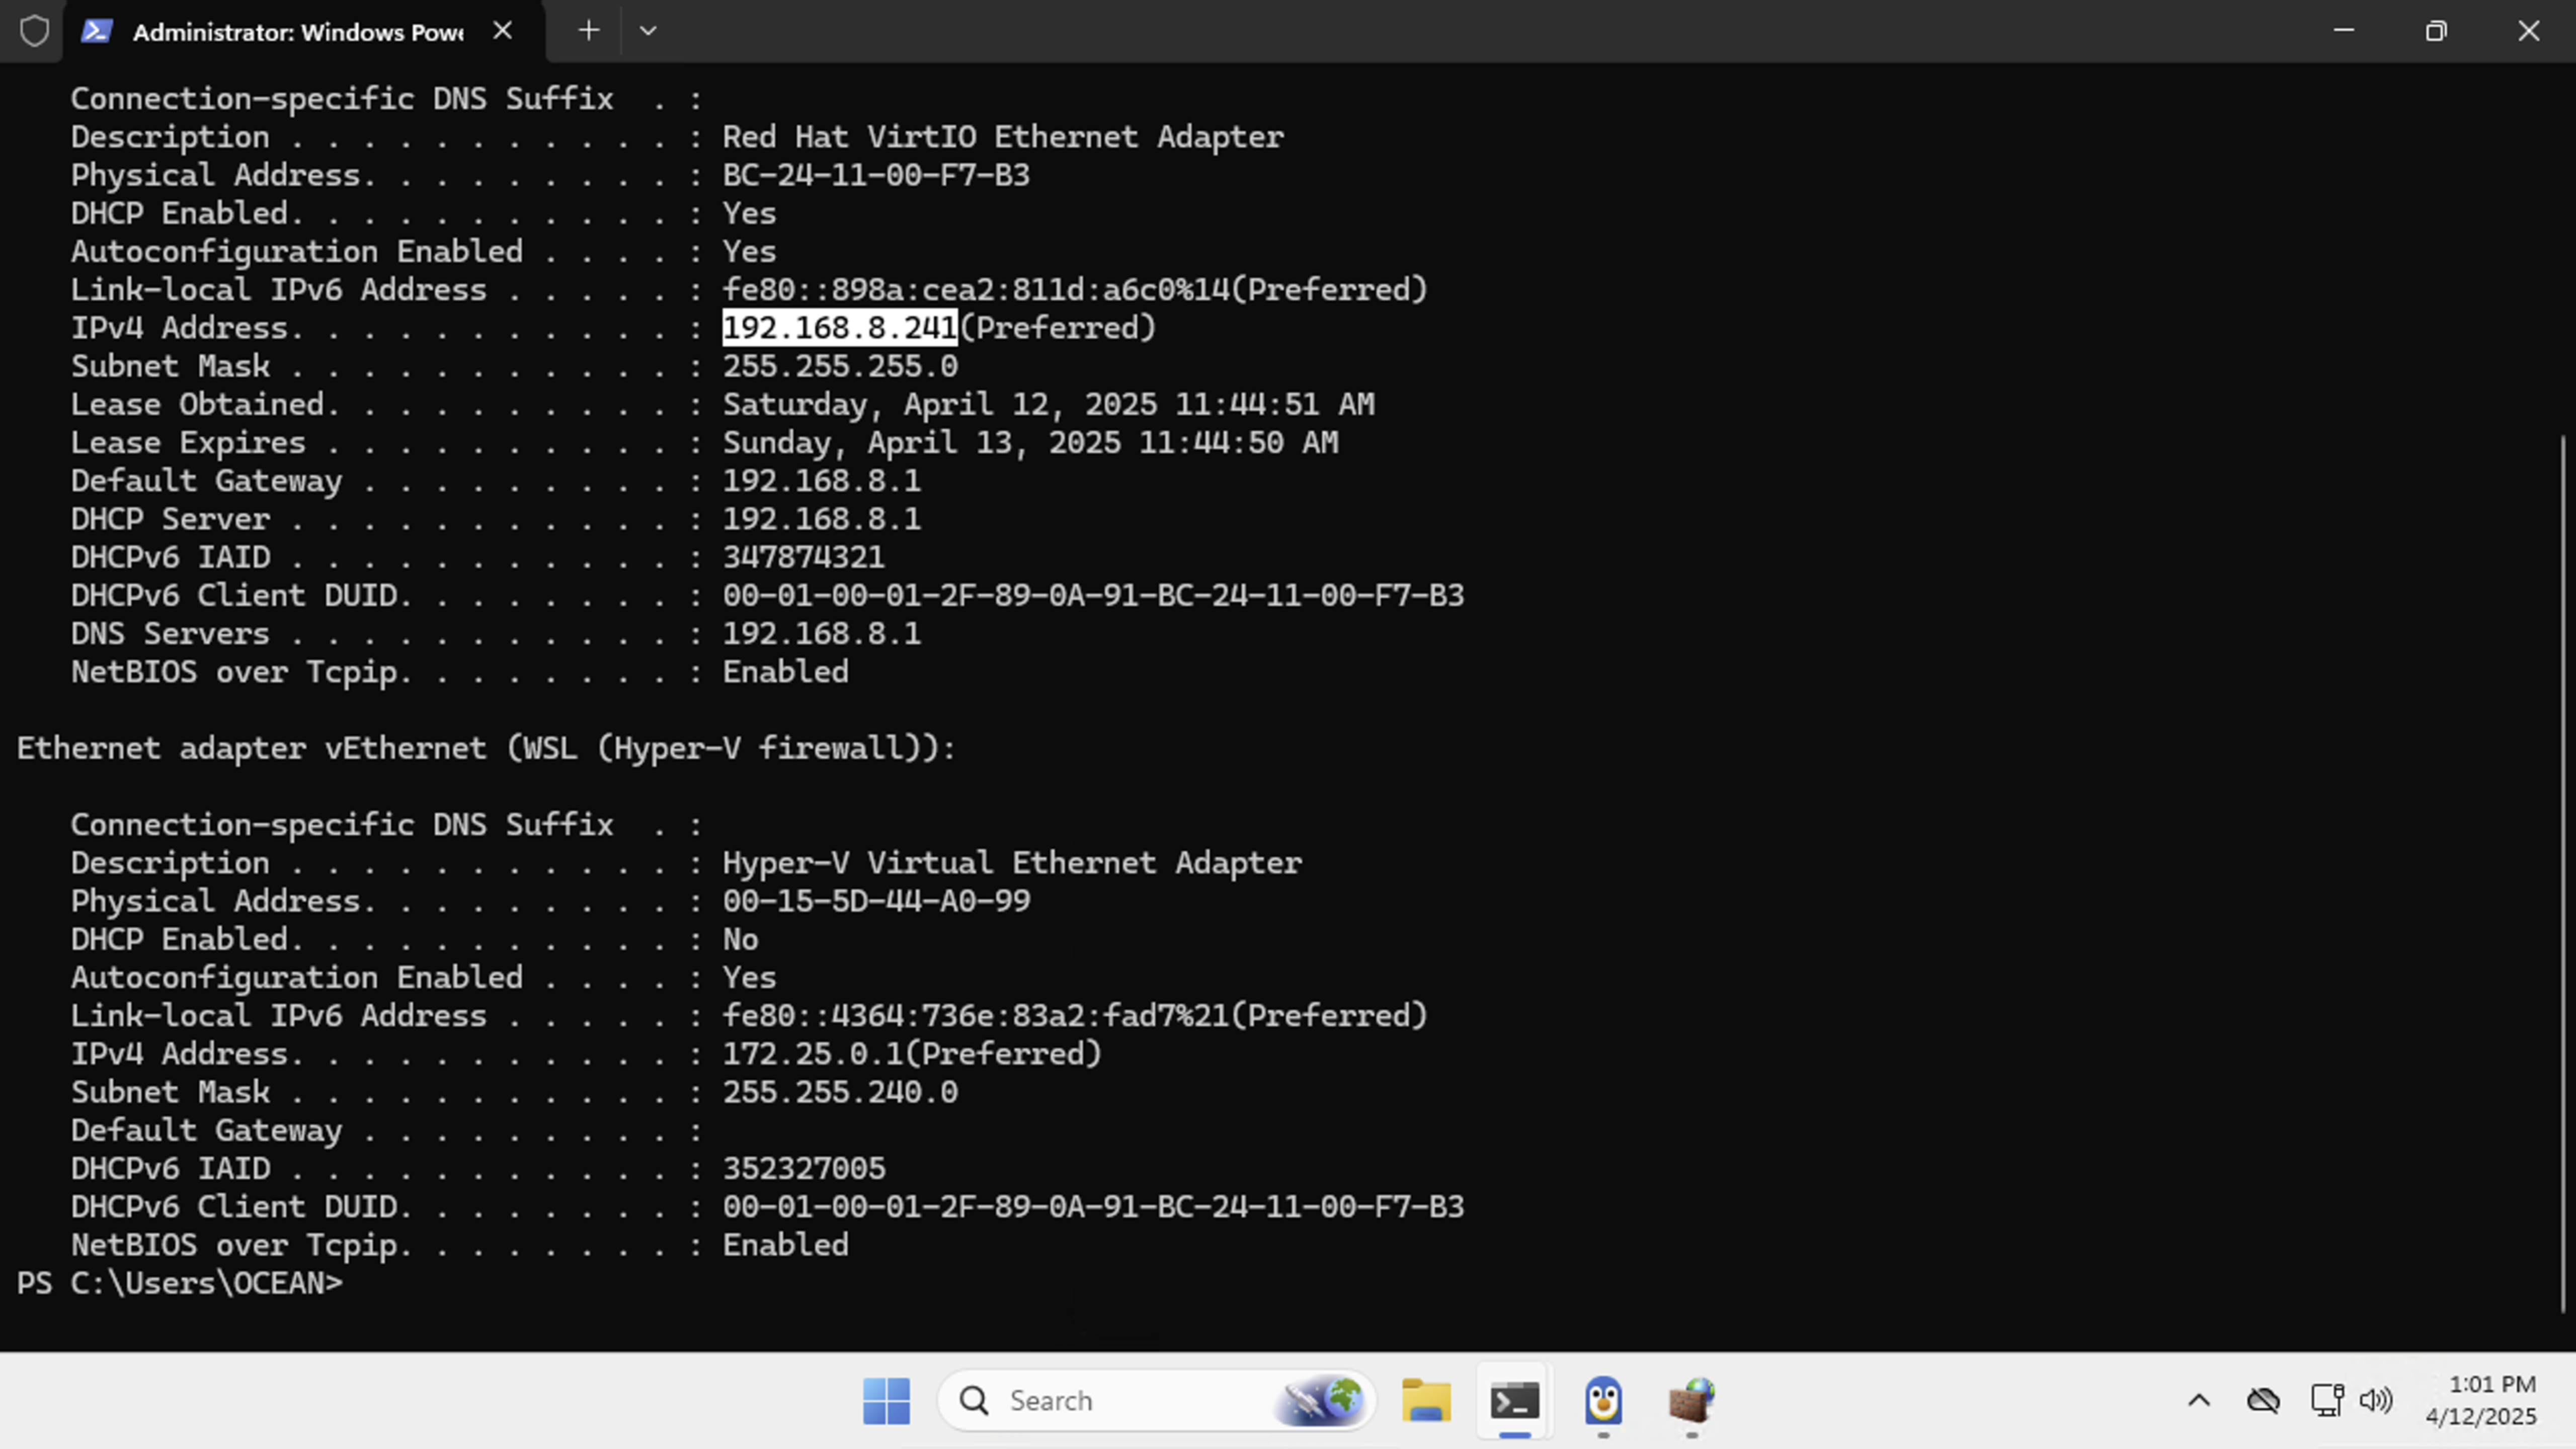 Administrator: Windows Powe
Connection-specific DNS Suffix  . :
Description . . . . . . . . . . . : Red Hat VirtIO Ethernet Adapter
Physical Address. . . . . . . . . : BC-24-11-00-F7-B3
DHCP Enabled. . . . . . . . . . . : Yes
Autoconfiguration Enabled . . . . : Yes
Link-local IPv6 Address . . . . . : fe80::898a:cea2:811d:a6c0%14(Preferred)
IPv4 Address. . . . . . . . . . . : 192.168.8.241(Preferred)
Subnet Mask . . . . . . . . . . . : 255.255.255.0
Lease Obtained. . . . . . . . . . : Saturday, April 12, 2025 11:44:51 AM
Lease Expires . . . . . . . . . . : Sunday, April 13, 2025 11:44:50 AM
Default Gateway . . . . . . . . . : 192.168.8.1
DHCP Server . . . . . . . . . . . : 192.168.8.1
DHCPv6 IAID . . . . . . . . . . . : 347874321
DHCPv6 Client DUID. . . . . . . . : 00-01-00-01-2F-89-0A-91-BC-24-11-00-F7-B3
DNS Servers . . . . . . . . . . . : 192.168.8.1
NetBIOS over Tcpip. . . . . . . . : Enabled
Ethernet adapter vEthernet (WSL (Hyper-V firewall)):
Connection-specific DNS Suffix  . :
Description . . . . . . . . . . . : Hyper-V Virtual Ethernet Adapter
Physical Address. . . . . . . . . : 00-15-5D-44-A0-99
DHCP Enabled. . . . . . . . . . . : No
Autoconfiguration Enabled . . . . : Yes
Link-local IPv6 Address . . . . . : fe80::4364:736e:83a2:fad7%21(Preferred)
IPv4 Address. . . . . . . . . . . : 172.25.0.1(Preferred)
Subnet Mask . . . . . . . . . . . : 255.255.240.0
Default Gateway . . . . . . . . . :
DHCPv6 IAID . . . . . . . . . . . : 352327005
DHCPv6 Client DUID. . . . . . . . : 00-01-00-01-2F-89-0A-91-BC-24-11-00-F7-B3
NetBIOS over Tcpip. . . . . . . . : Enabled
PS C:\Users\OCEAN>
Search
1:01 PM
4/12/2025